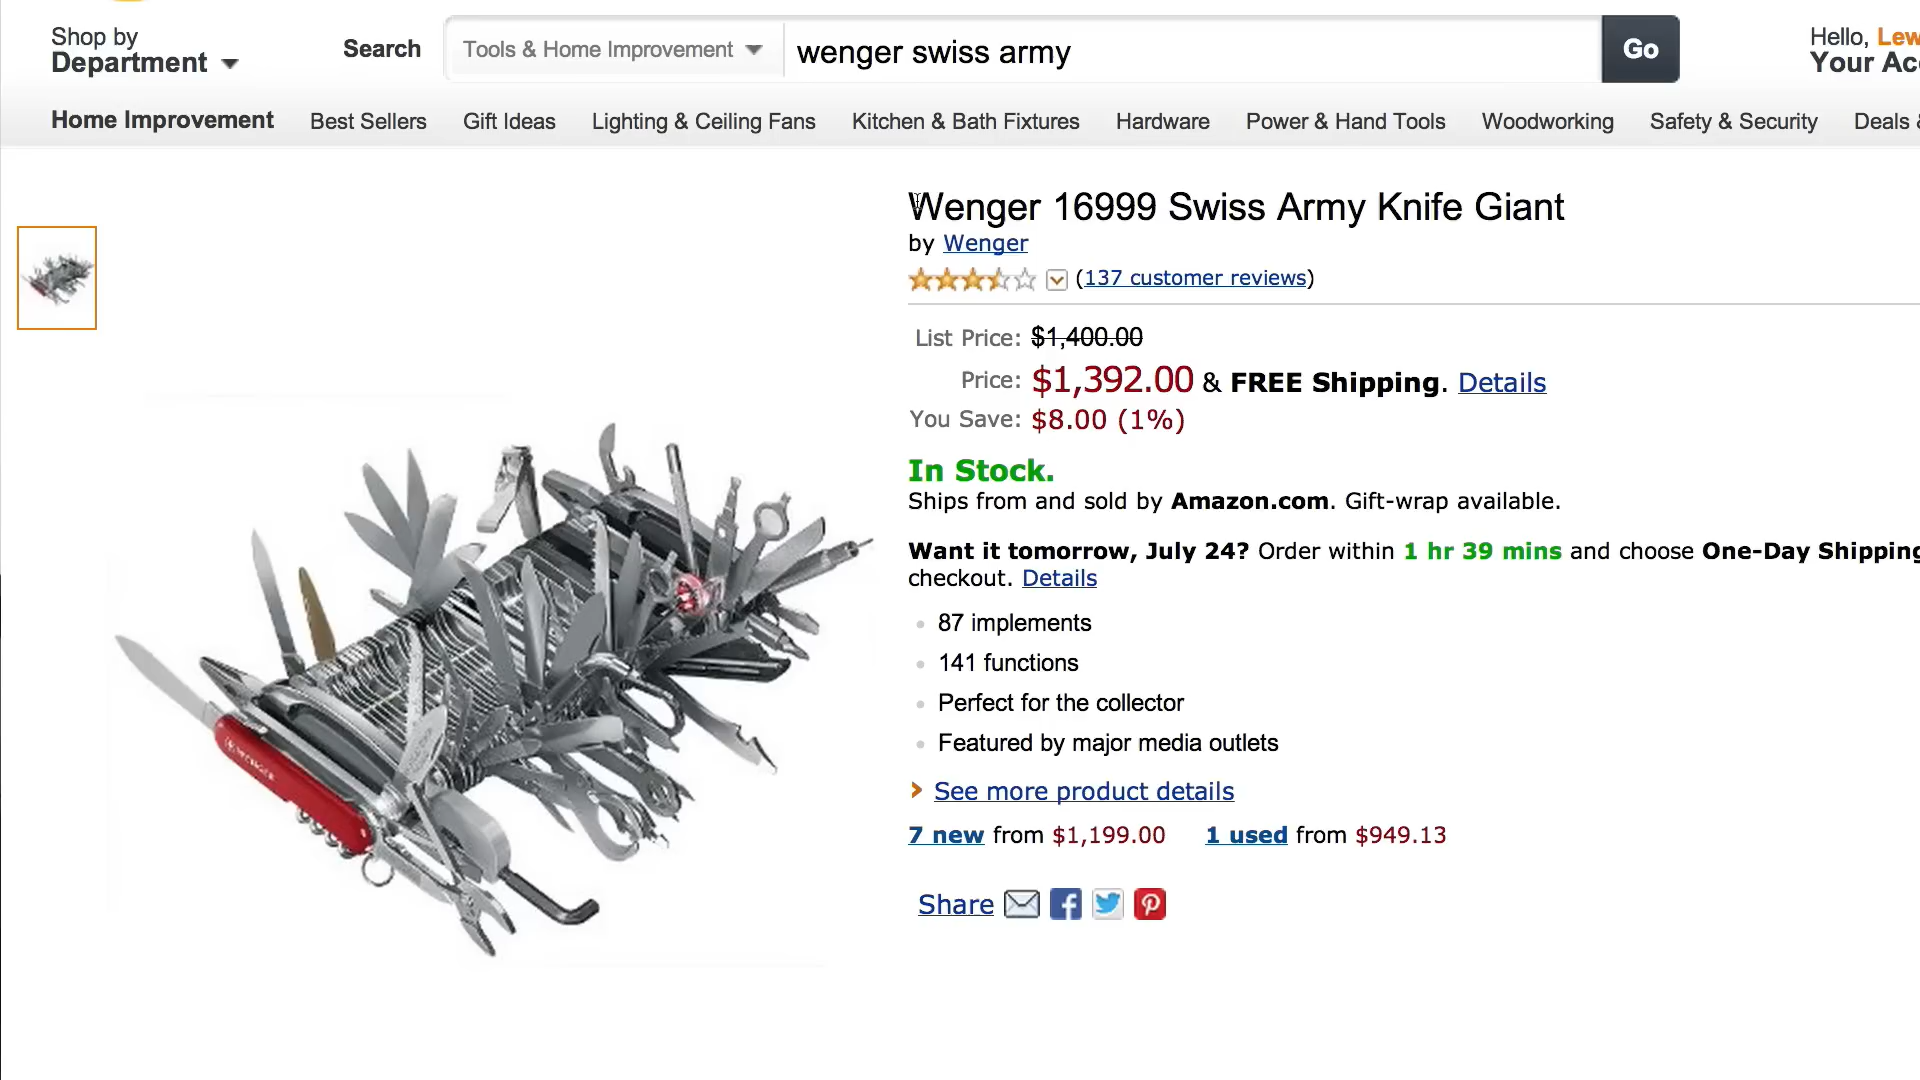 Shop by
Department
Search
Tools & Home Improvement
wenger swiss army
Go
Hello, Lew
Your Ac
Home Improvement
Best Sellers
Gift Ideas
Lighting & Ceiling Fans
Kitchen & Bath Fixtures
Hardware
Power & Hand Tools
Woodworking
Safety & Security
Deals &
Wenger 16999 Swiss Army Knife Giant
by Wenger
(137 customer reviews)
List Price: $1,400.00
Price: $1,392.00 & FREE Shipping. Details
You Save: $8.00 (1%)
In Stock.
Ships from and sold by Amazon.com. Gift-wrap available.
Want it tomorrow, July 24? Order within 1 hr 39 mins and choose One-Day Shipping
checkout. Details
87 implements
141 functions
Perfect for the collector
Featured by major media outlets
See more product details
7 new from $1,199.00 1 used from $949.13
Share
WENGER